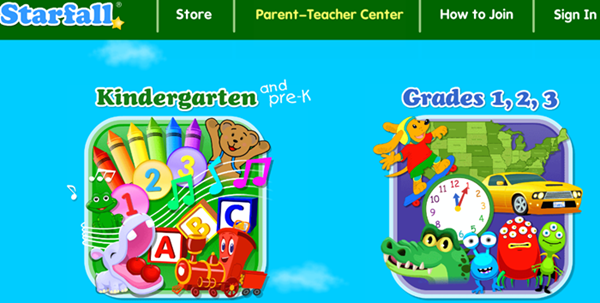 Starfall®
Store
Parent–Teacher Center
How to Join
Sign In
Kindergarten and pre-K
Grades 1, 2, 3
1
2
3
A
B
C